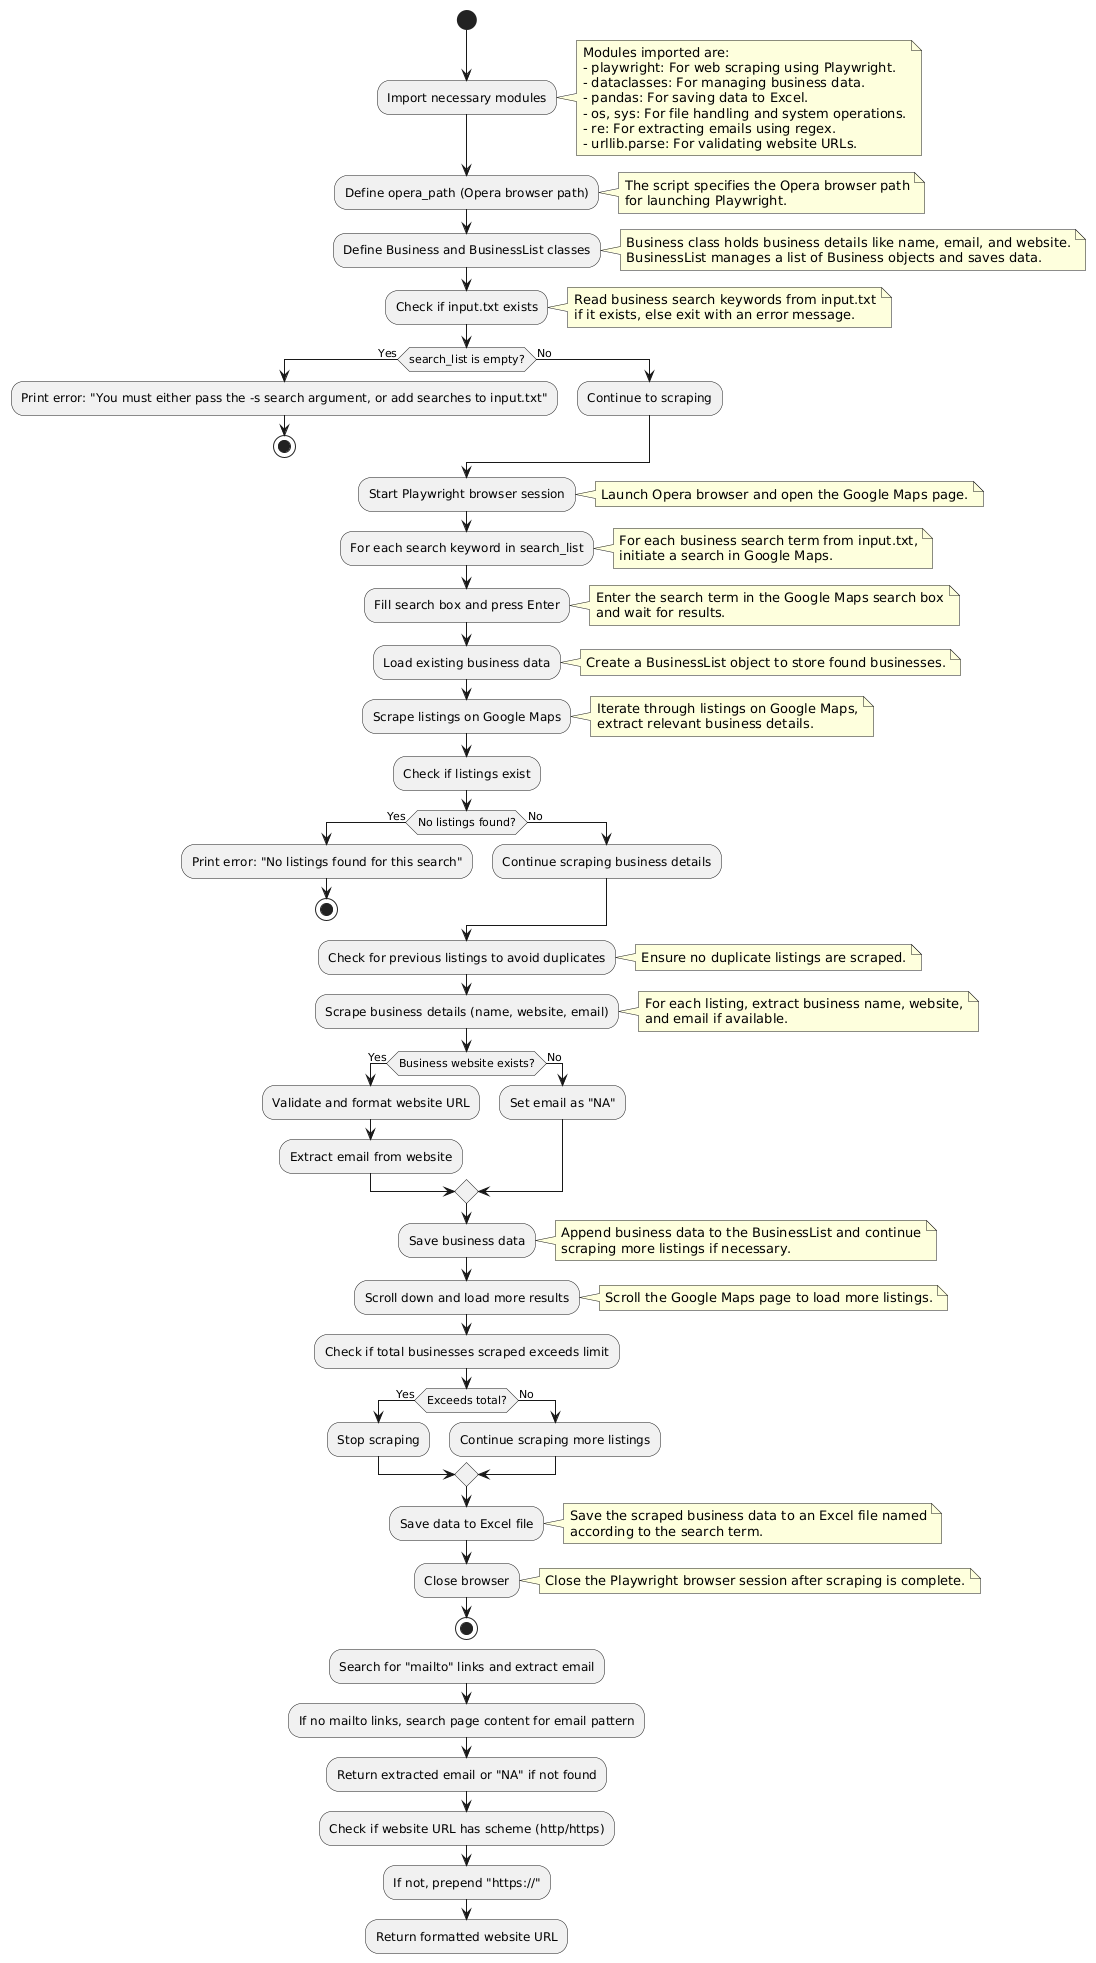 Modules imported are:
- playwright: For web scraping using Playwright.
- dataclasses: For managing business data.
- pandas: For saving data to Excel.
- os, sys: For file handling and system operations.
- re: For extracting emails using regex.
- urllib.parse: For validating website URLs.
Import necessary modules
Define opera_path (Opera browser path)
The script specifies the Opera browser path
for launching Playwright.
Define Business and BusinessList classes
Business class holds business details like name, email, and website.
BusinessList manages a list of Business objects and saves data.
Check if input.txt exists
Read business search keywords from input.txt
if it exists, else exit with an error message.
Yes
search_list is empty?
No
Print error: "You must either pass the -s search argument, or add searches to input.txt"
Continue to scraping
Start Playwright browser session
Launch Opera browser and open the Google Maps page.
For each search keyword in search_list
For each business search term from input.txt,
initiate a search in Google Maps.
Fill search box and press Enter
Enter the search term in the Google Maps search box
and wait for results.
Load existing business data
Create a BusinessList object to store found businesses.
Scrape listings on Google Maps
Iterate through listings on Google Maps,
extract relevant business details.
Check if listings exist
Yes
No listings found?
No
Print error: "No listings found for this search"
Continue scraping business details
Check for previous listings to avoid duplicates
Ensure no duplicate listings are scraped.
Scrape business details (name, website, email)
For each listing, extract business name, website,
and email if available.
Yes
Business website exists?
No
Validate and format website URL
Set email as "NA"
Extract email from website
Save business data
Append business data to the BusinessList and continue
scraping more listings if necessary.
Scroll down and load more results
Scroll the Google Maps page to load more listings.
Check if total businesses scraped exceeds limit
Yes
Exceeds total?
No
Stop scraping
Continue scraping more listings
Save data to Excel file
Save the scraped business data to an Excel file named
according to the search term.
Close browser
Close the Playwright browser session after scraping is complete.
Search for "mailto" links and extract email
If no mailto links, search page content for email pattern
Return extracted email or "NA" if not found
Check if website URL has scheme (http/https)
If not, prepend "https://"
Return formatted website URL